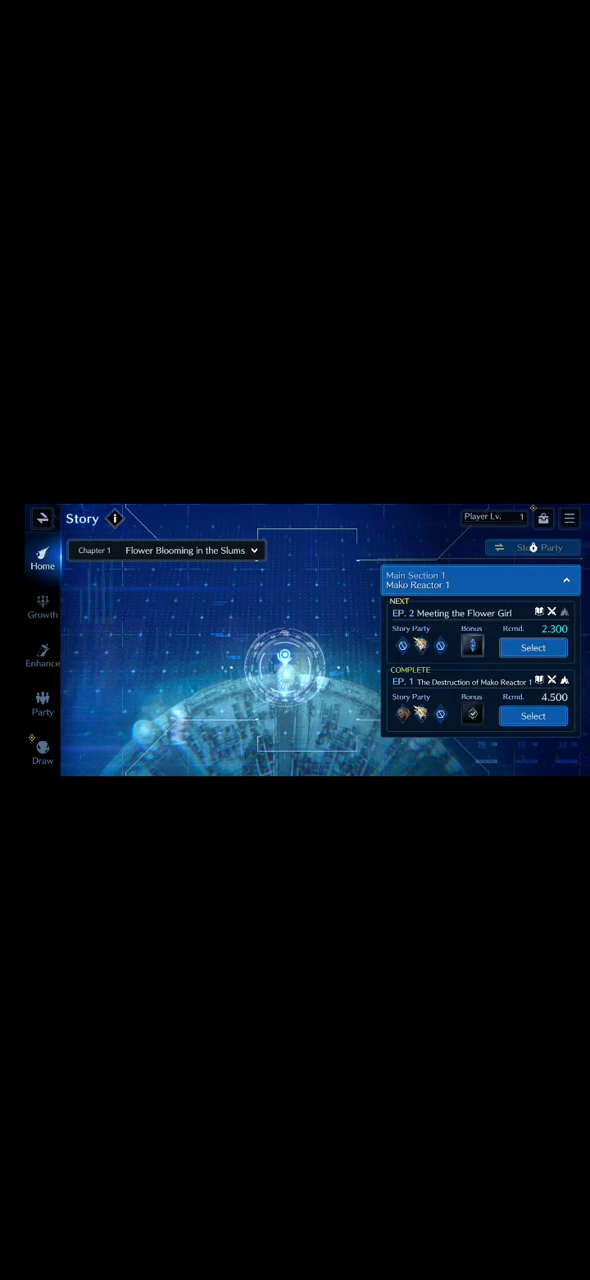 Story
Player Lv. 1
Chapter 1 Flower Blooming in the Slums
Party
Main Section 1
Mako Reactor 1
NEXT
EP. 2 Meeting the Flower Girl
Story Party Bonus Rcmd. 2.300
Select
COMPLETE
EP. 1 The Destruction of Mako Reactor 1
Story Party Bonus Rcmd. 4.500
Select
Home
Growth
Enhance
Party
Draw